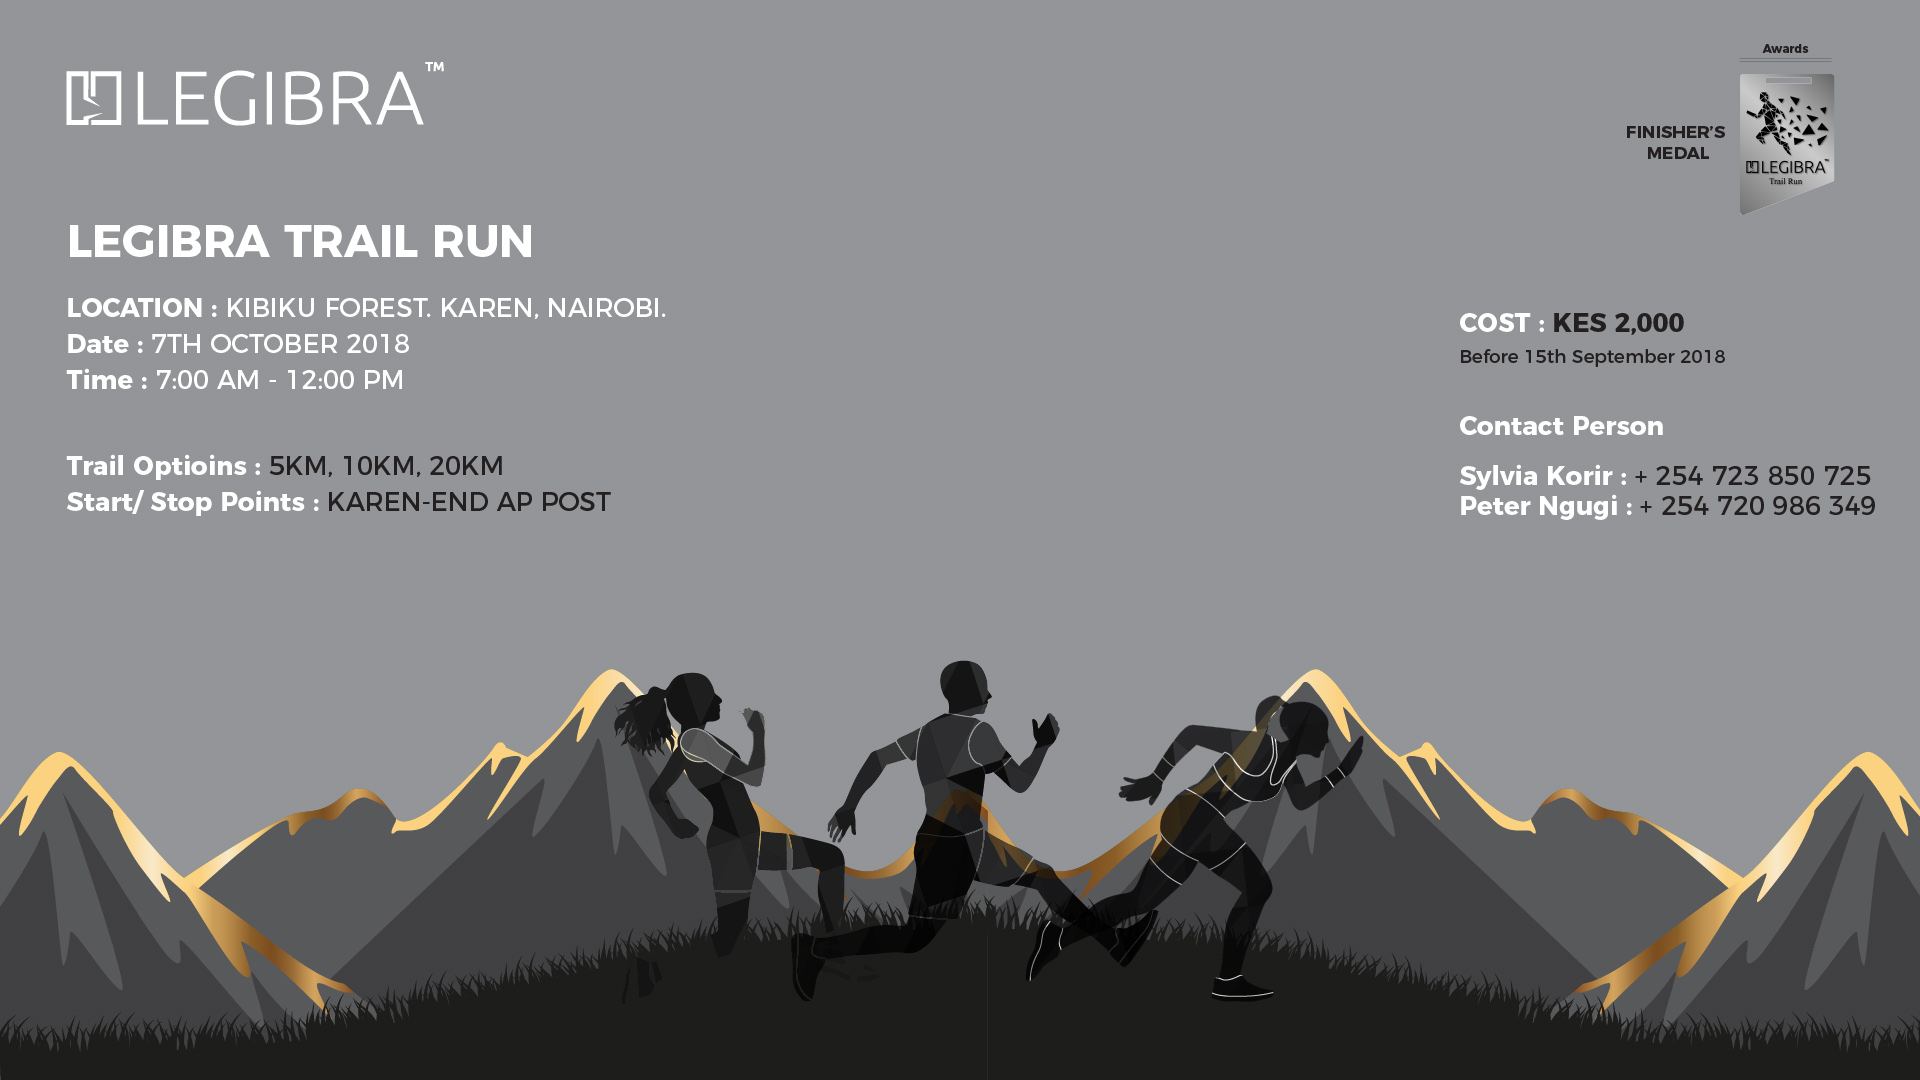 LEGIBRA™
LEGIBRA TRAIL RUN
LOCATION : KIBIKU FOREST. KAREN, NAIROBI.
Date : 7TH OCTOBER 2018
Time : 7:00 AM - 12:00 PM
Trail Optioins : 5KM, 10KM, 20KM
Start/ Stop Points : KAREN-END AP POST
Awards
FINISHER'S
MEDAL
LEGIBRA™
Trail Run
COST : KES 2,000
Before 15th September 2018
Contact Person
Sylvia Korir : + 254 723 850 725
Peter Ngugi : + 254 720 986 349